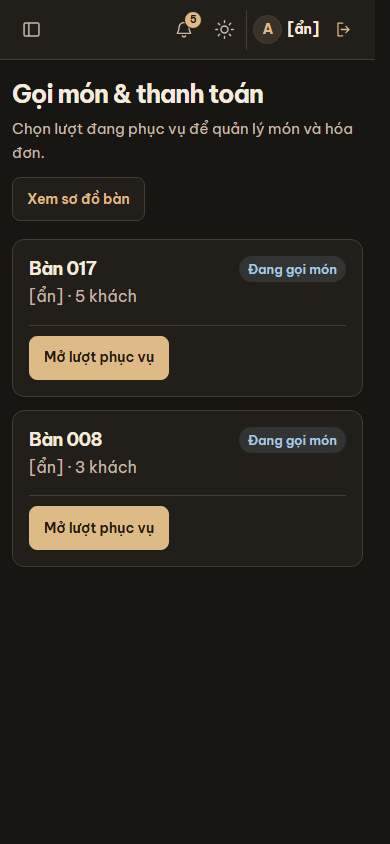 5
A [ẩn]
Gọi món & thanh toán
Chọn lượt đang phục vụ để quản lý món và hóa
đơn.
Xem sơ đồ bàn
Bàn 017
Đang gọi món
[ẩn] · 5 khách
Mở lượt phục vụ
Bàn 008
Đang gọi món
[ẩn] · 3 khách
Mở lượt phục vụ